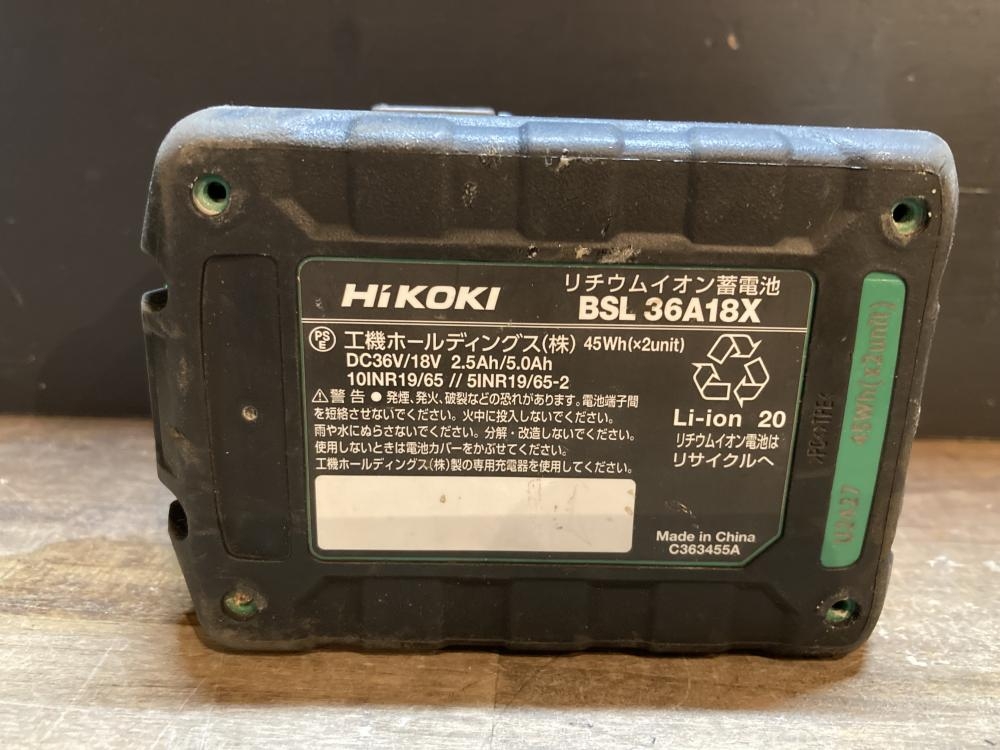 HiKOKI
リチウムイオン蓄電池
BSL 36A18X
PSE 工機ホールディングス(株) 45Wh(×2unit)
DC36V/18V 2.5Ah/5.0Ah
10INR19/65 // 5INR19/65-2
⚠警告 ● 発煙、発火、破裂などの恐れがあります。電池端子間
を短絡させないでください。火中に投入しないでください。
雨や水にぬらさないでください。分解・改造しないでください。
使用しないときは電池カバーをかぶせてください。
工機ホールディングス(株)製の専用充電器を使用してください。
Li-ion 20
リチウムイオン電池は
リサイクルへ
Made in China
C363455A
45Wh(×2unit)